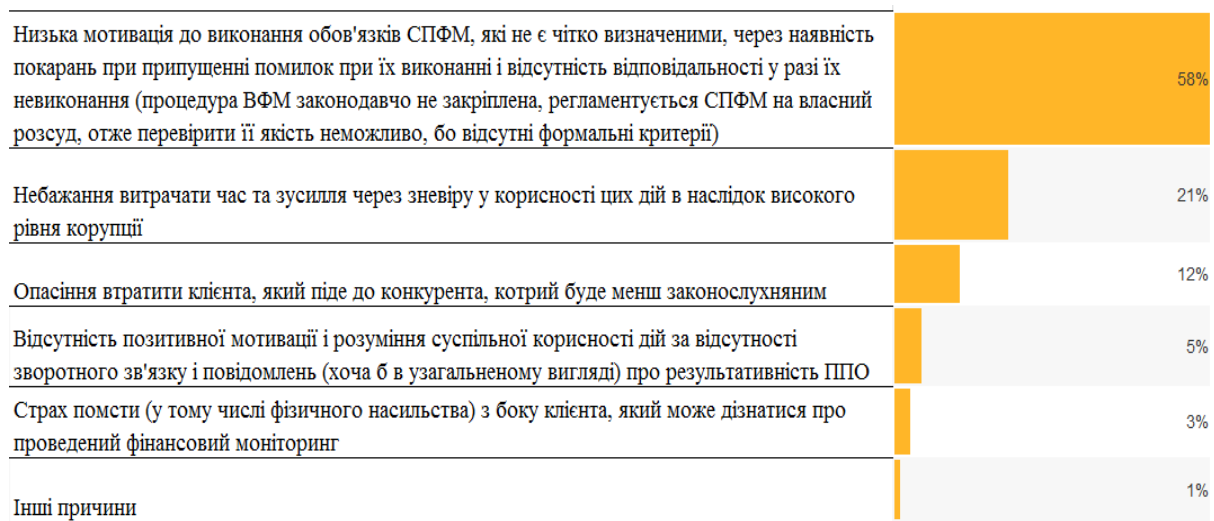 Низька мотивація до виконання обов'язків СПФМ, які не є чітко визначеними, через наявність
покарань при припущенні помилок при їх виконанні і відсутність відповідальності у разі їх
невиконання (процедура ВФМ законодавчо не закріплена, регламентується СПФМ на власний
розсуд, отже перевірити її якість неможливо, бо відсутні формальні критерії)
58%
Небажання витрачати час та зусилля через зневіру у корисності цих дій в наслідок високого
рівня корупції
21%
Опасіння втратити клієнта, який піде до конкурента, котрий буде менш законослухняним
12%
Відсутність позитивної мотивації і розуміння суспільної корисності дій за відсутності
зворотного зв'язку і повідомлень (хоча б в узагальненому вигляді) про результативність ППО
5%
Страх помсти (у тому числі фізичного насильства) з боку клієнта, який може дізнатися про
проведений фінансовий моніторинг
3%
Інші причини
1%